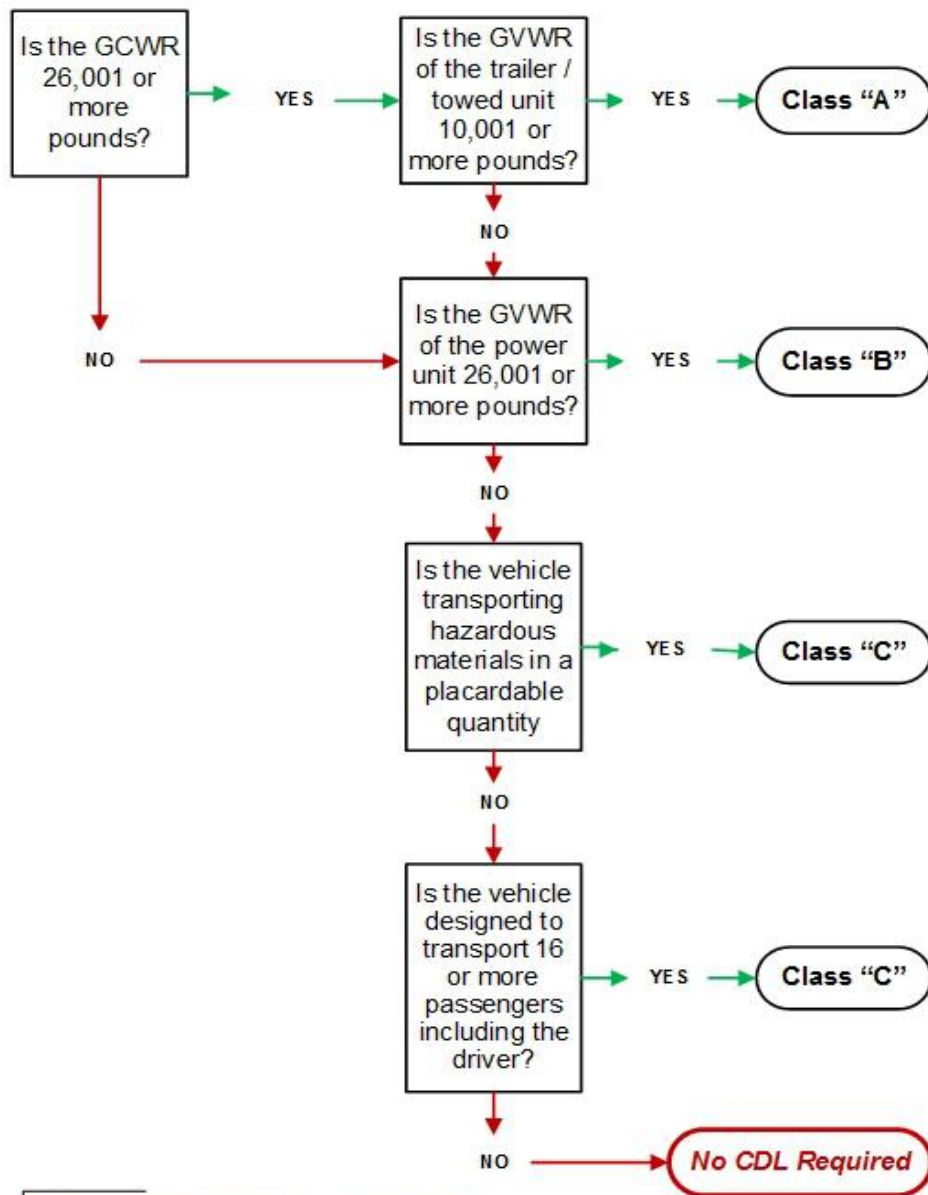 Is the GCWR
26,001 or
more
pounds?
YES
Is the GVWR
of the trailer /
towed unit
10,001 or
more pounds?
YES
Class “A”
NO
NO
Is the GVWR
of the power
unit 26,001 or
more pounds?
YES
Class “B”
NO
Is the vehicle
transporting
hazardous
materials in a
placardable
quantity
YES
Class “C”
NO
Is the vehicle
designed to
transport 16
or more
passengers
including the
driver?
YES
Class “C”
NO
No CDL Required